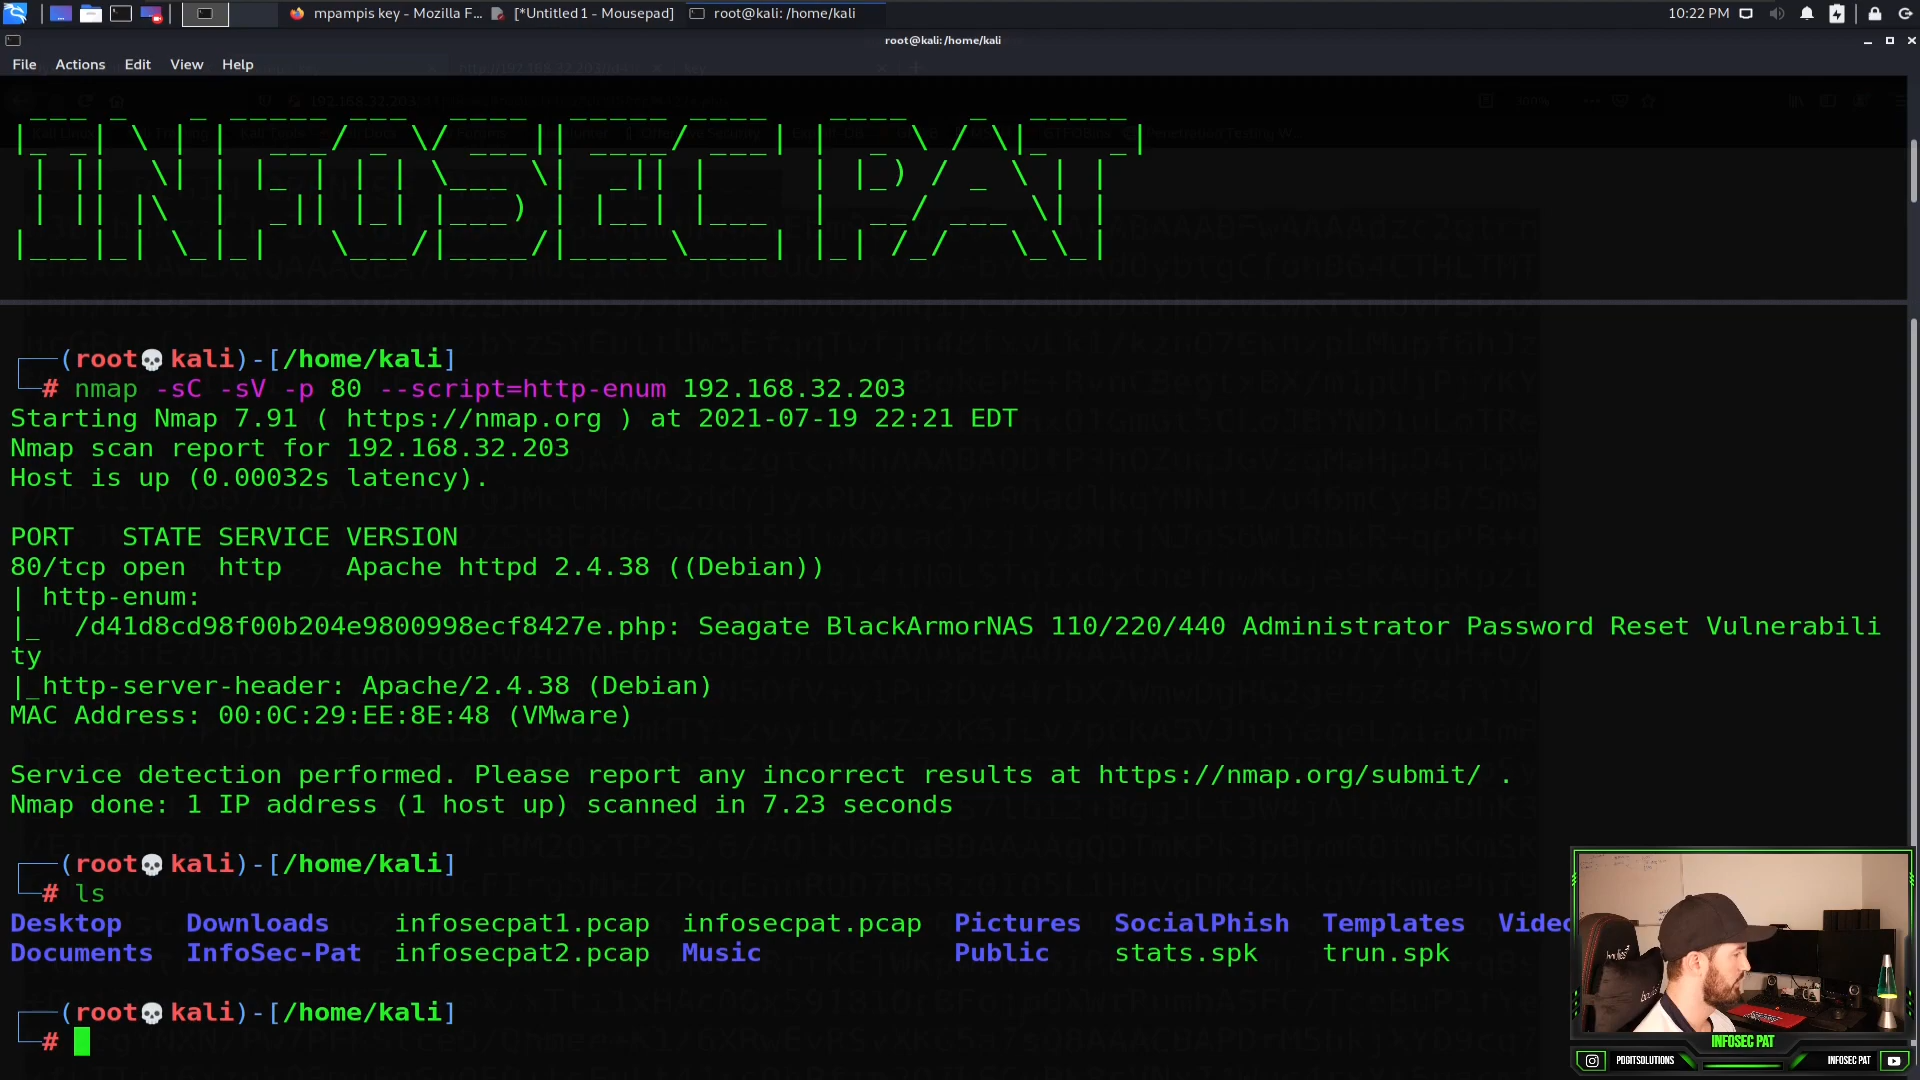 mpampis key - Mozilla F...
[*Untitled 1 - Mousepad]
root@kali: /home/kali
10:22 PM
root@kali: /home/kali
File Actions Edit View Help
INFOSEC PAT
(root💀kali)-[/home/kali]
# nmap -sC -sV -p 80 --script=http-enum 192.168.32.203
Starting Nmap 7.91 ( https://nmap.org ) at 2021-07-19 22:21 EDT
Nmap scan report for 192.168.32.203
Host is up (0.00032s latency).
PORT STATE SERVICE VERSION
80/tcp open http Apache httpd 2.4.38 ((Debian))
| http-enum:
|_ /d41d8cd98f00b204e9800998ecf8427e.php: Seagate BlackArmorNAS 110/220/440 Administrator Password Reset Vulnerabili
ty
|_http-server-header: Apache/2.4.38 (Debian)
MAC Address: 00:0C:29:EE:8E:48 (VMware)
Service detection performed. Please report any incorrect results at https://nmap.org/submit/ .
Nmap done: 1 IP address (1 host up) scanned in 7.23 seconds
(root💀kali)-[/home/kali]
# ls
Desktop Downloads infosecpat1.pcap infosecpat.pcap Pictures SocialPhish Templates Videc
Documents InfoSec-Pat infosecpat2.pcap Music Public stats.spk trun.spk
(root💀kali)-[/home/kali]
#
INFOSEC PAT
PODITSOLUTIONS
INFOSEC PAT